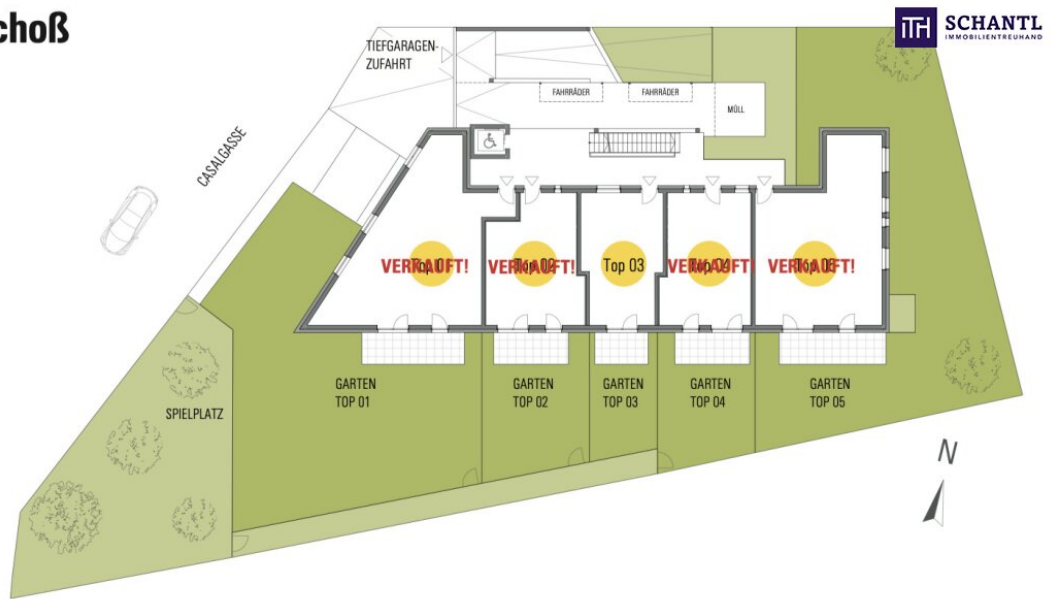 choß
ITH SCHANTL
IMMOBILIENTREUHAND
TIEFGARAGEN-
ZUFAHRT
FAHRRÄDER
FAHRRÄDER
MÜLL
CASALGASSE
VERKAUFT!
VERKAUFT!
Top 03
VERKAUFT!
VERKAUFT!
GARTEN
TOP 01
GARTEN
TOP 02
GARTEN
TOP 03
GARTEN
TOP 04
GARTEN
TOP 05
SPIELPLATZ
N